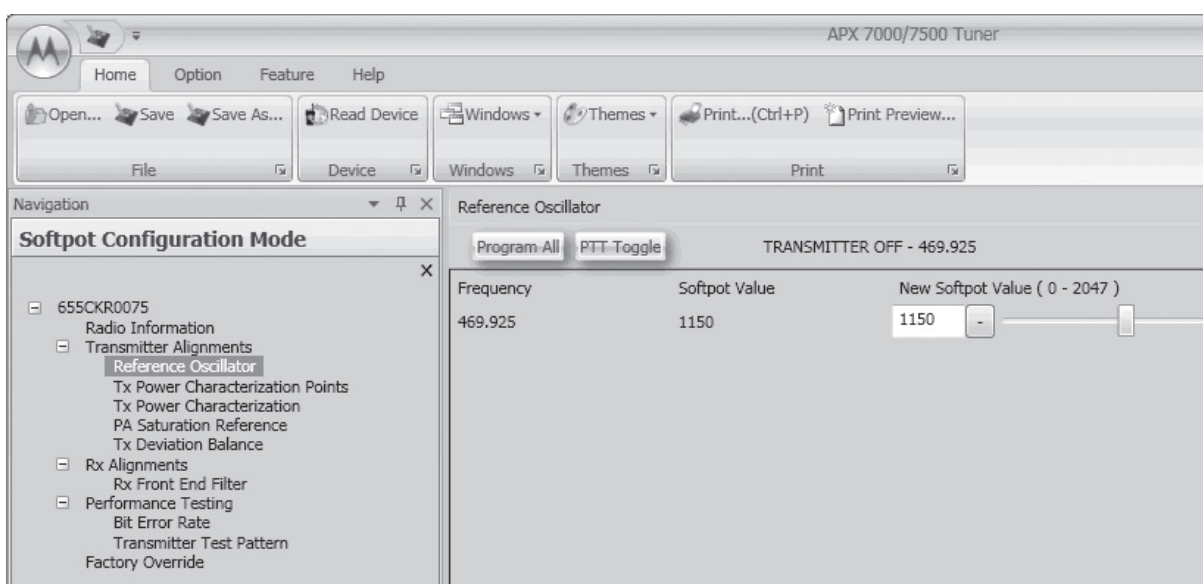 APX 7000/7500 Tuner
Home Option Feature Help
Open... Save Save As... Read Device Windows Themes Print...(Ctrl+P) Print Preview...
File Device Windows Themes Print
Navigation
Softpot Configuration Mode
655CKR0075
Radio Information
Transmitter Alignments
Reference Oscillator
Tx Power Characterization Points
Tx Power Characterization
PA Saturation Reference
Tx Deviation Balance
Rx Alignments
Rx Front End Filter
Performance Testing
Bit Error Rate
Transmitter Test Pattern
Factory Override
Reference Oscillator
Program All PTT Toggle TRANSMITTER OFF - 469.925
Frequency Softpot Value New Softpot Value ( 0 - 2047 )
469.925 1150 1150 -